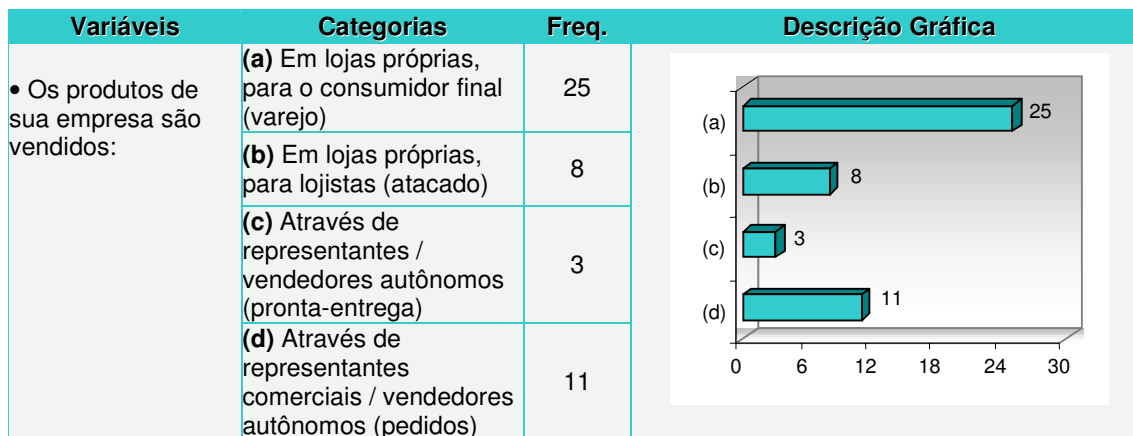 Variáveis Categorias Freq. Descrição Gráfica
• Os produtos de
sua empresa são
vendidos:
(a) Em lojas próprias,
para o consumidor final
(varejo)
25
(b) Em lojas próprias,
para lojistas (atacado)
8
(c) Através de
representantes /
vendedores autônomos
(pronta-entrega)
3
(d) Através de
representantes
comerciais / vendedores
autônomos (pedidos)
11
(a) 25
(b) 8
(c) 3
(d) 11
0 6 12 18 24 30